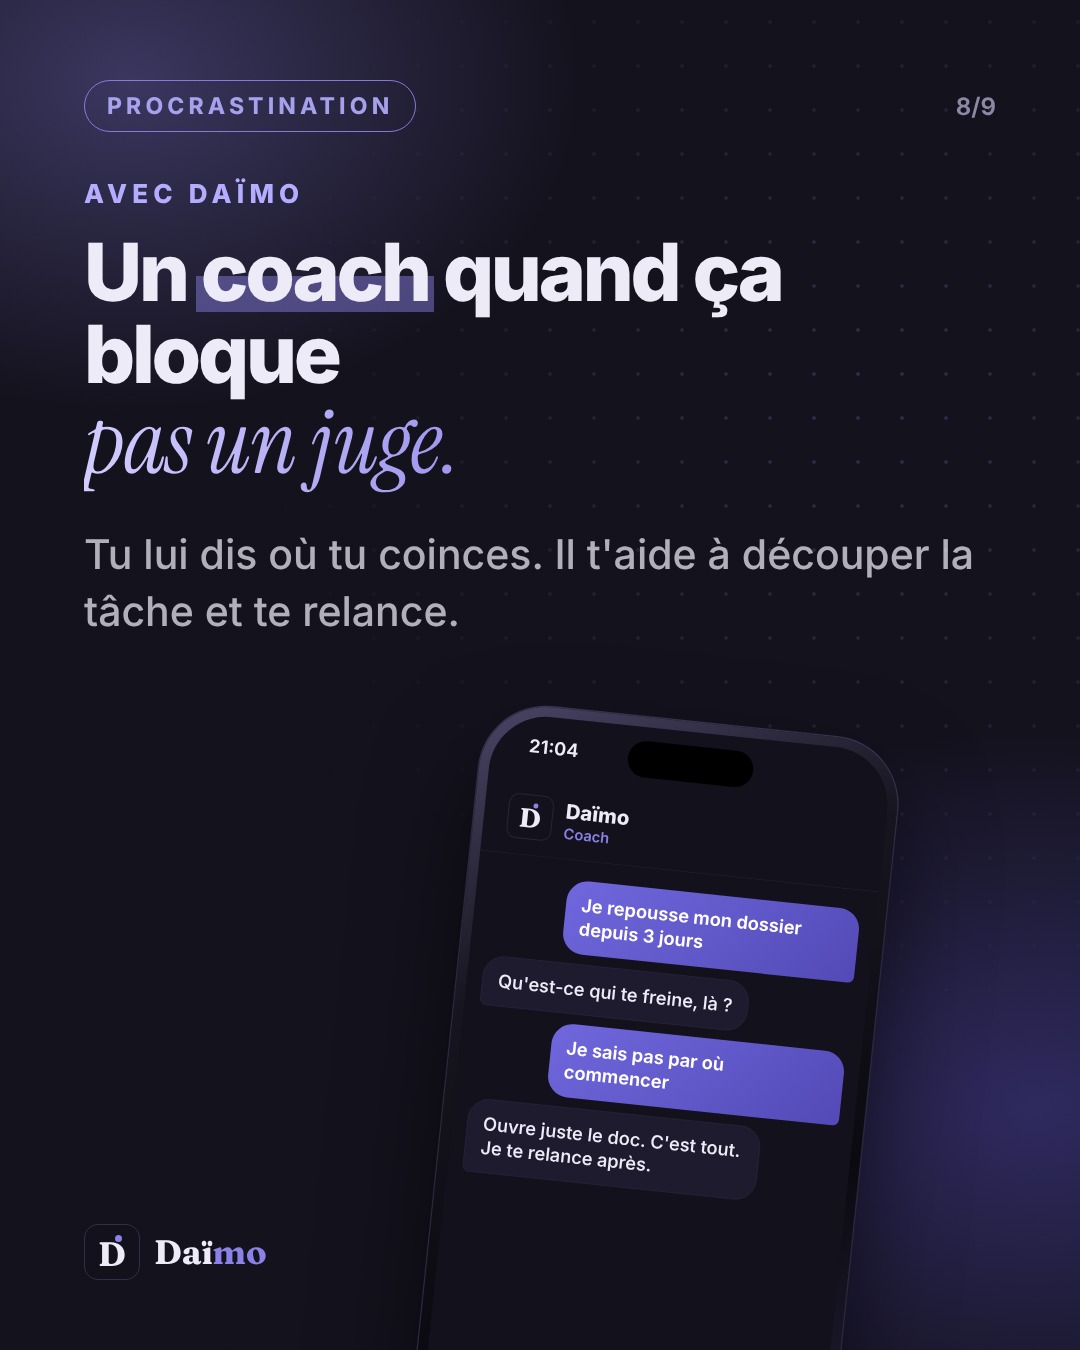 PROCRASTINATION
8/9
AVEC DAÏMO
Un coach quand ça
bloque
pas un juge.
Tu lui dis où tu coinces. Il t'aide à découper la
tâche et te relance.
21:04
D
Daïmo
Coach
Je repousse mon dossier
depuis 3 jours
Qu'est-ce qui te freine, là ?
Je sais pas par où
commencer
Ouvre juste le doc. C'est tout.
Je te relance après.
D
Daïmo